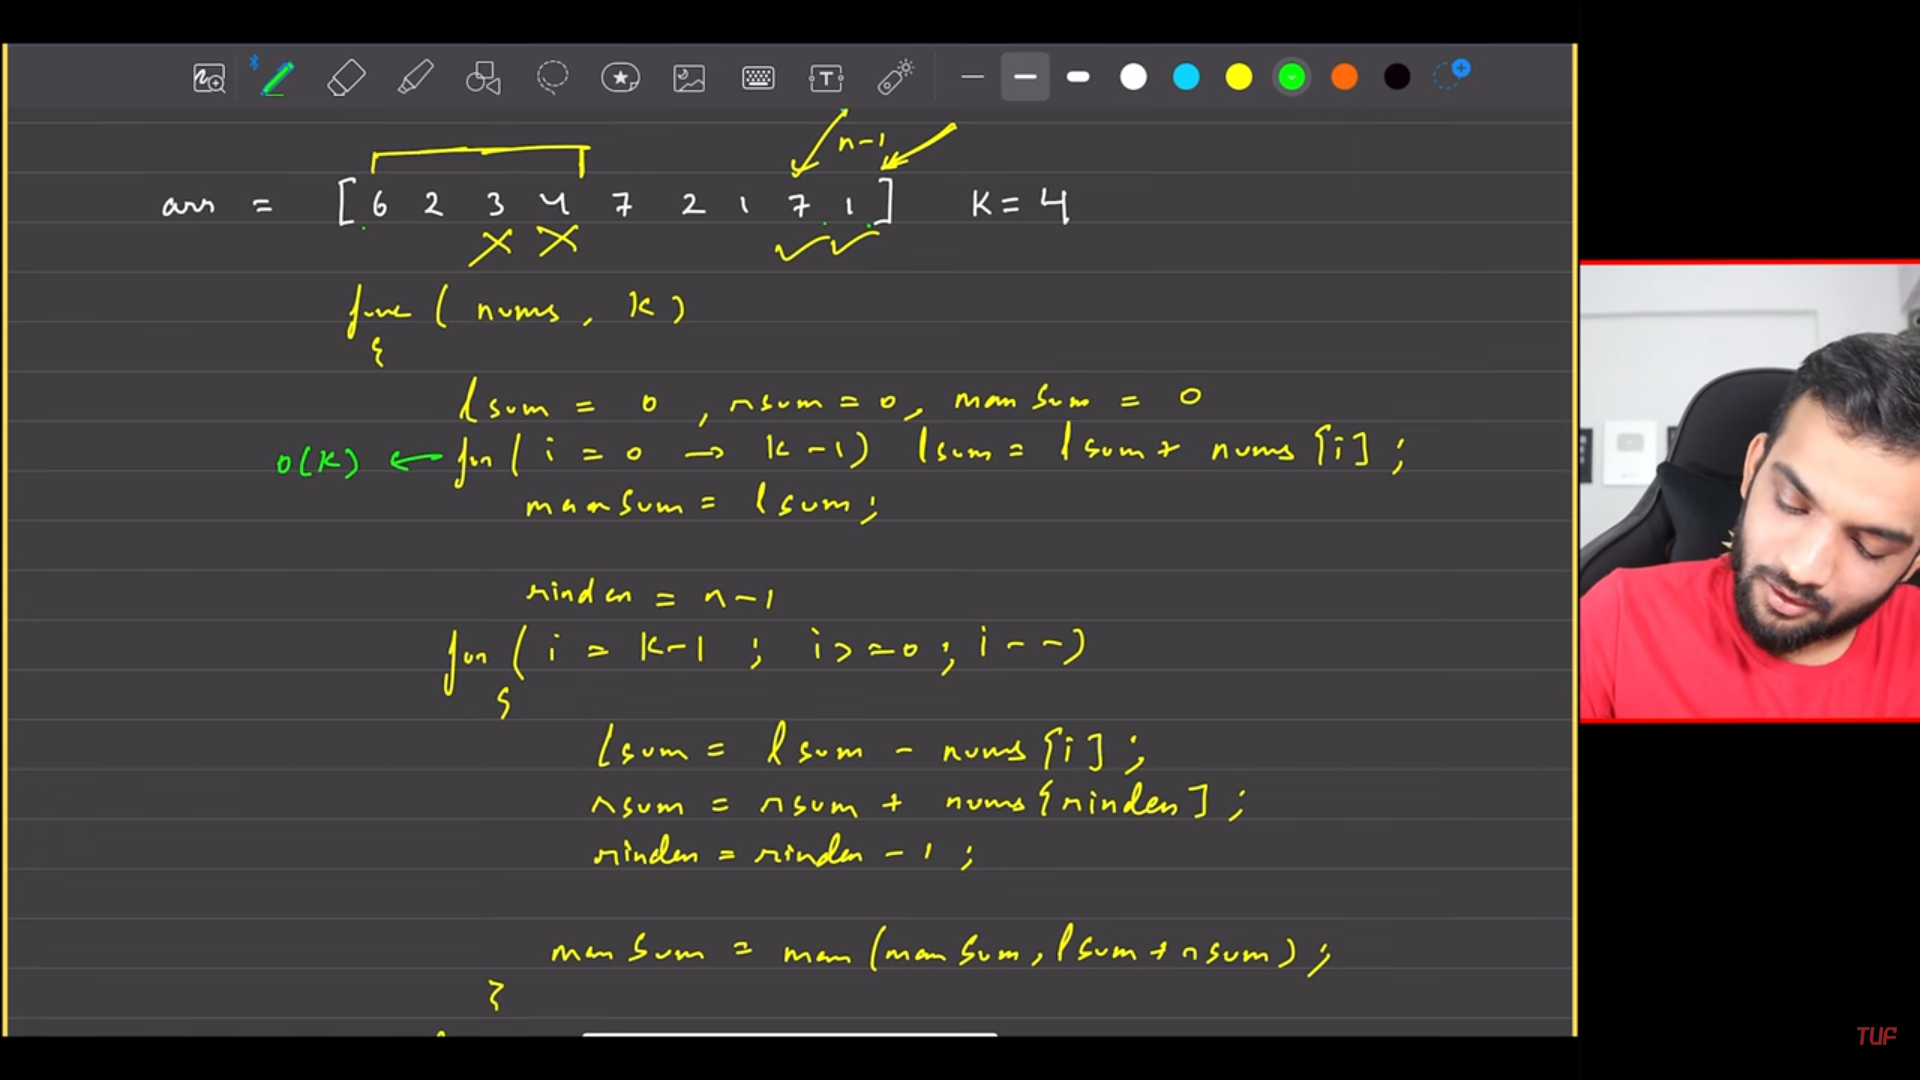 n-1
arr = [6 2 3 4 7 2 1 7 1] K = 4
func ( nums, k )
{
lsum = 0, rsum = 0, maxSum = 0
O(K) ← for ( i = 0 → k-1) lsum = lsum + nums[i];
maxSum = lsum;
rindex = n-1
for ( i = k-1 ; i >= 0 ; i--)
{
lsum = lsum - nums[i];
rsum = rsum + nums[rindex];
rindex = rindex - 1;
maxSum = max(maxSum, lsum + rsum);
}
TUF